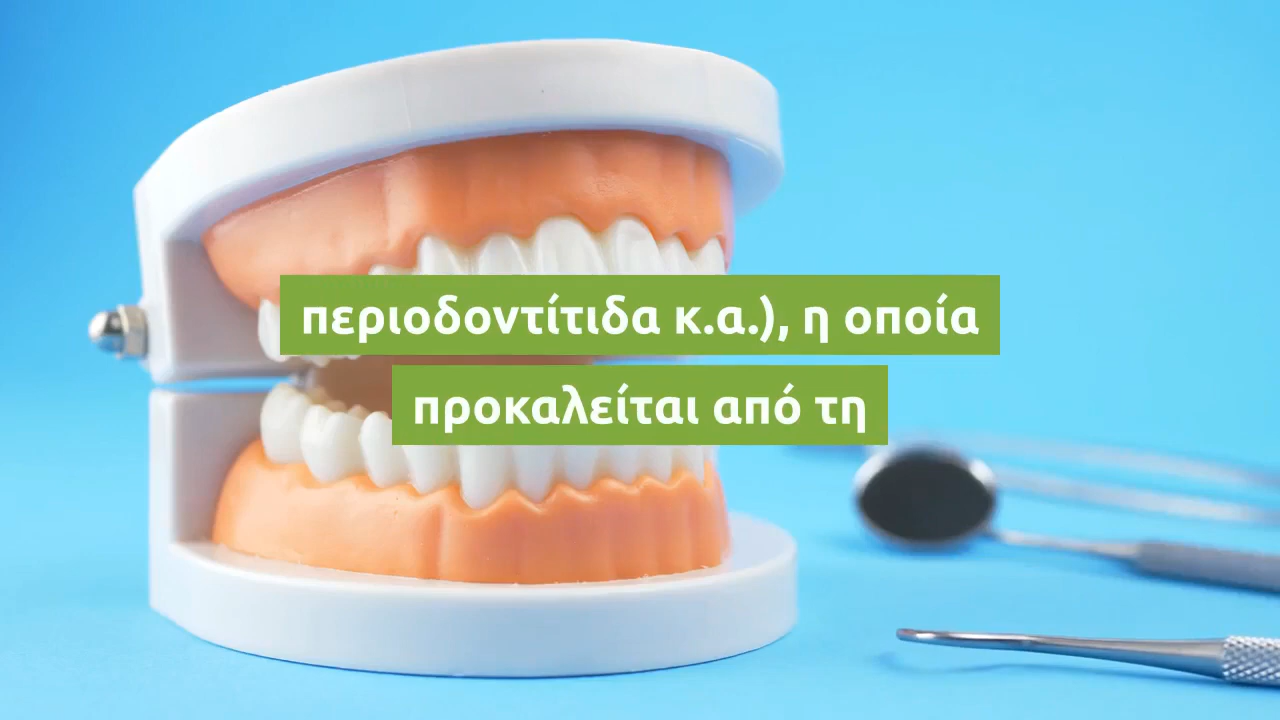 περιοδοντίτιδα κ.α.), η οποία
προκαλείται από τη